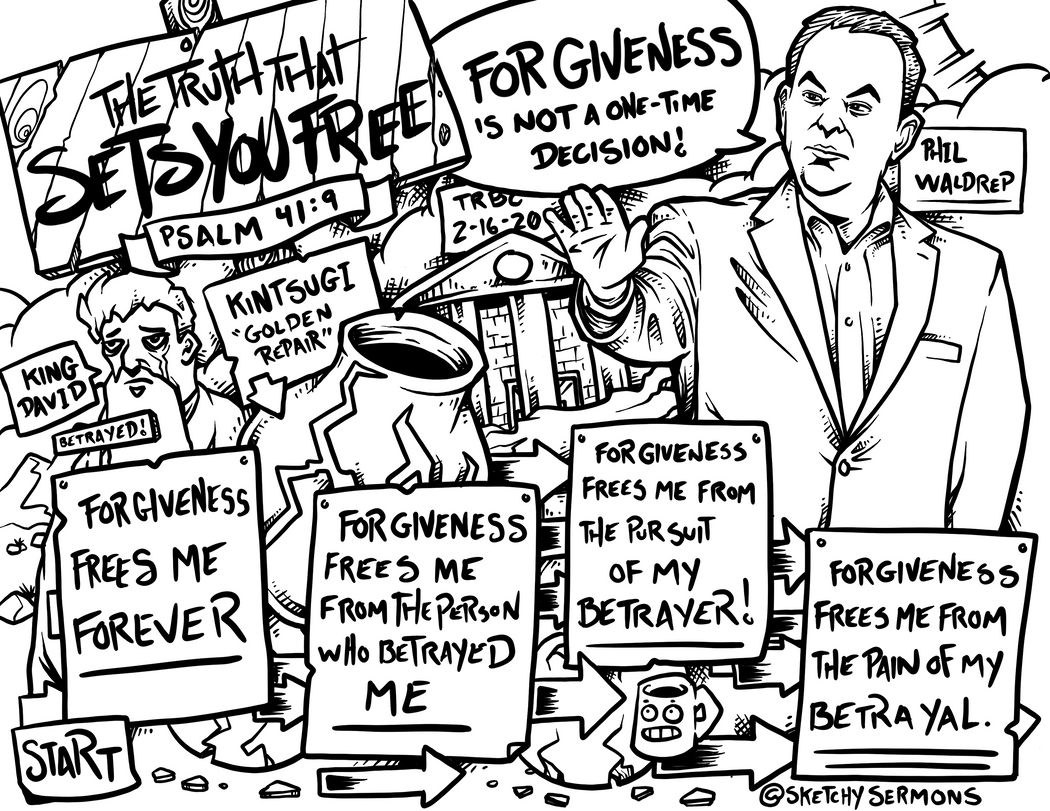 THE TRUTH THAT
SETS YOU FREE
PSALM 41:9
FORGIVENESS
IS NOT A ONE-TIME
DECISION!
PHIL
WALDREP
TRBC
2-16-20
KINTSUGI
"GOLDEN
REPAIR"
KING
DAVID
BETRAYED!
START
FORGIVENESS
FREES ME
FOREVER
FORGIVENESS
FREES ME
FROM THE PERSON
WHO BETRAYED
ME
FORGIVENESS
FREES ME FROM
THE PURSUIT
OF MY
BETRAYER!
FORGIVENESS
FREES ME FROM
THE PAIN OF MY
BETRAYAL.
@SKETCHYSERMONS